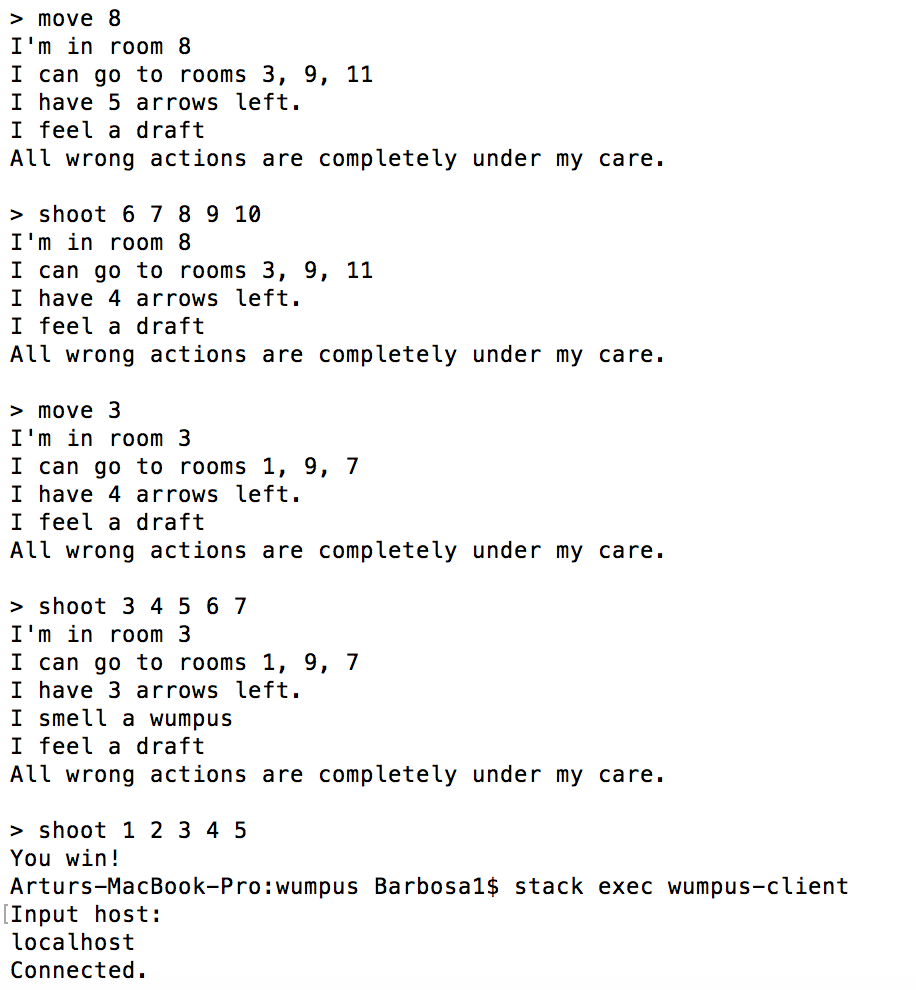 > move 8
I'm in room 8
I can go to rooms 3, 9, 11
I have 5 arrows left.
I feel a draft
All wrong actions are completely under my care.
> shoot 6 7 8 9 10
I'm in room 8
I can go to rooms 3, 9, 11
I have 4 arrows left.
I feel a draft
All wrong actions are completely under my care.
> move 3
I'm in room 3
I can go to rooms 1, 9, 7
I have 4 arrows left.
I feel a draft
All wrong actions are completely under my care.
> shoot 3 4 5 6 7
I'm in room 3
I can go to rooms 1, 9, 7
I have 3 arrows left.
I smell a wumpus
I feel a draft
All wrong actions are completely under my care.
> shoot 1 2 3 4 5
You win!
Arturs-MacBook-Pro:wumpus Barbosa1$ stack exec wumpus-client
[Input host:
localhost
Connected.